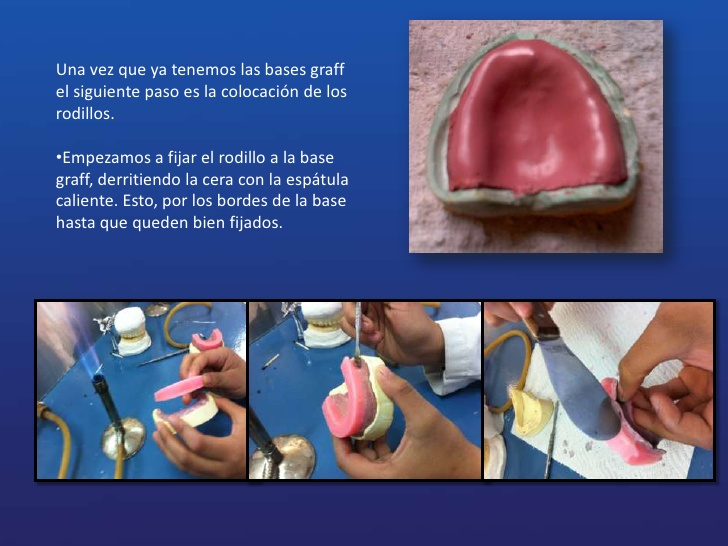 Una vez que ya tenemos las bases graff
el siguiente paso es la colocación de los
rodillos.
•Empezamos a fijar el rodillo a la base
graff, derritiendo la cera con la espátula
caliente. Esto, por los bordes de la base
hasta que queden bien fijados.